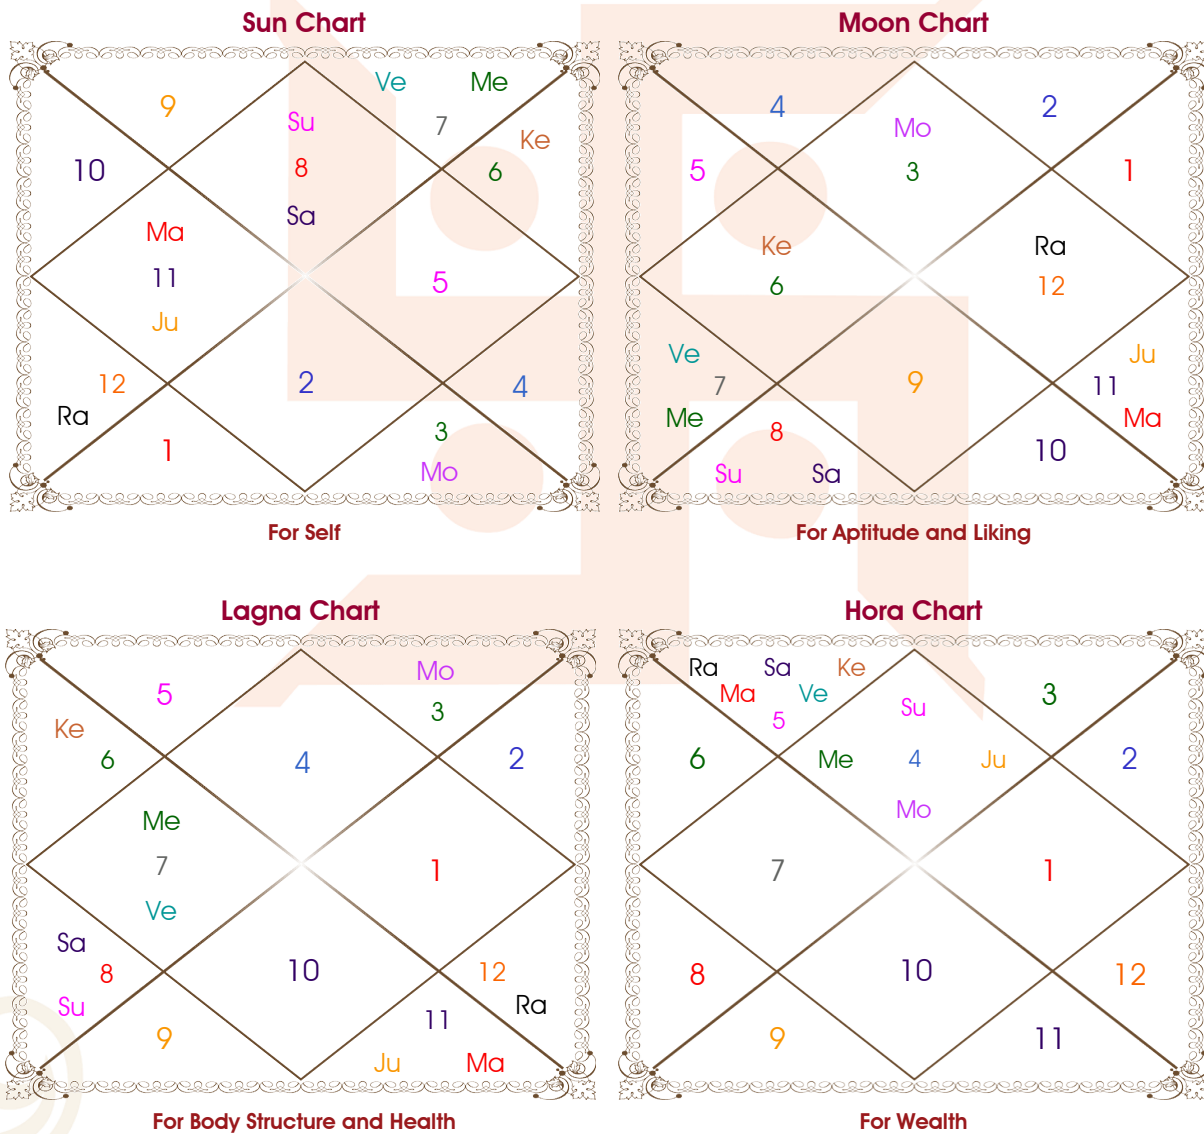 Sun Chart
Ve Me
9
Su
7
Ke
10
8
6
Sa
Ma
11
5
Ju
12
2
4
Ra
1
3
Mo
For Self
Moon Chart
4
Mo
2
5
3
1
Ke
Ra
6
12
Ve
Ju
7
9
11
Me
8
Ma
10
Su
Sa
For Aptitude and Liking
Lagna Chart
Mo
5
3
Ke
6
4
2
Me
7
1
Ve
Sa
8
10
12
Su
Ra
11
9
Ju Ma
For Body Structure and Health
Hora Chart
Ra Sa Ke
Ma Ve
3
5
Su
6
Me 4 Ju
2
Mo
7
1
8
10
12
9
11
For Wealth